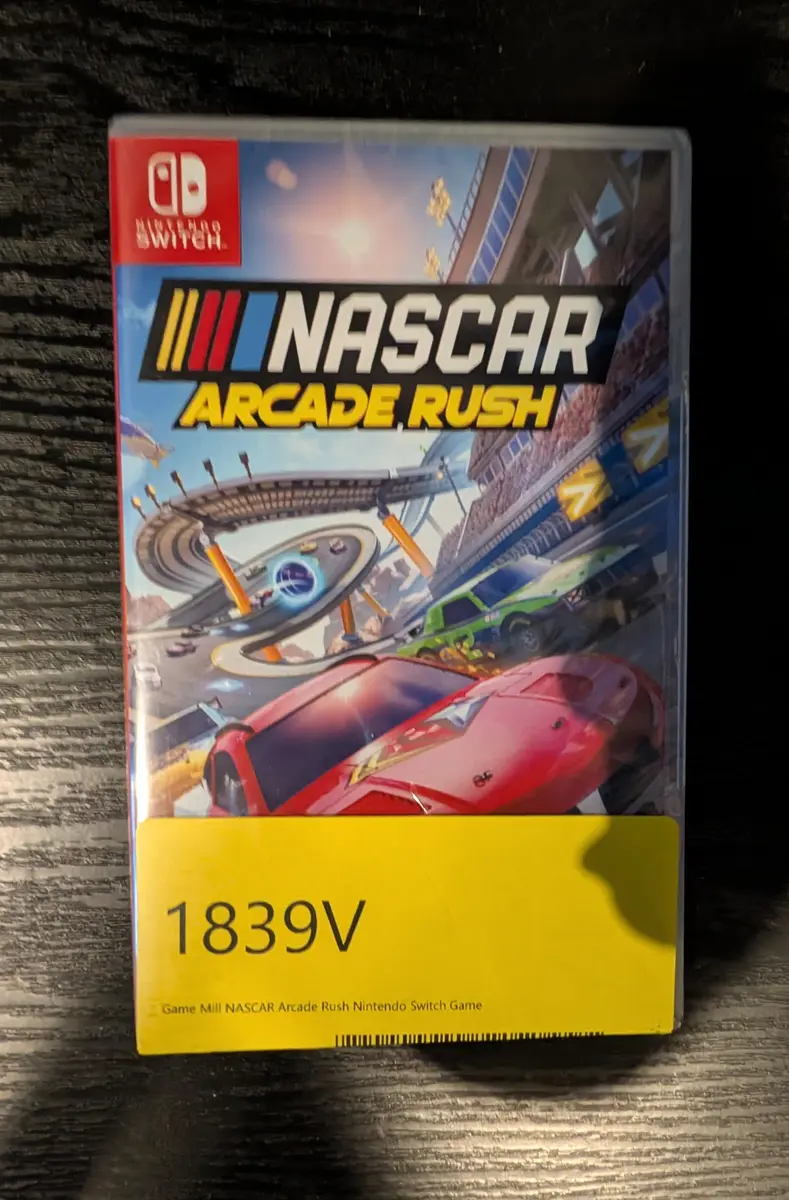 NINTENDO
SWITCH
NASCAR
ARCADE RUSH
1839V
Game Mill NASCAR Arcade Rush Nintendo Switch Game